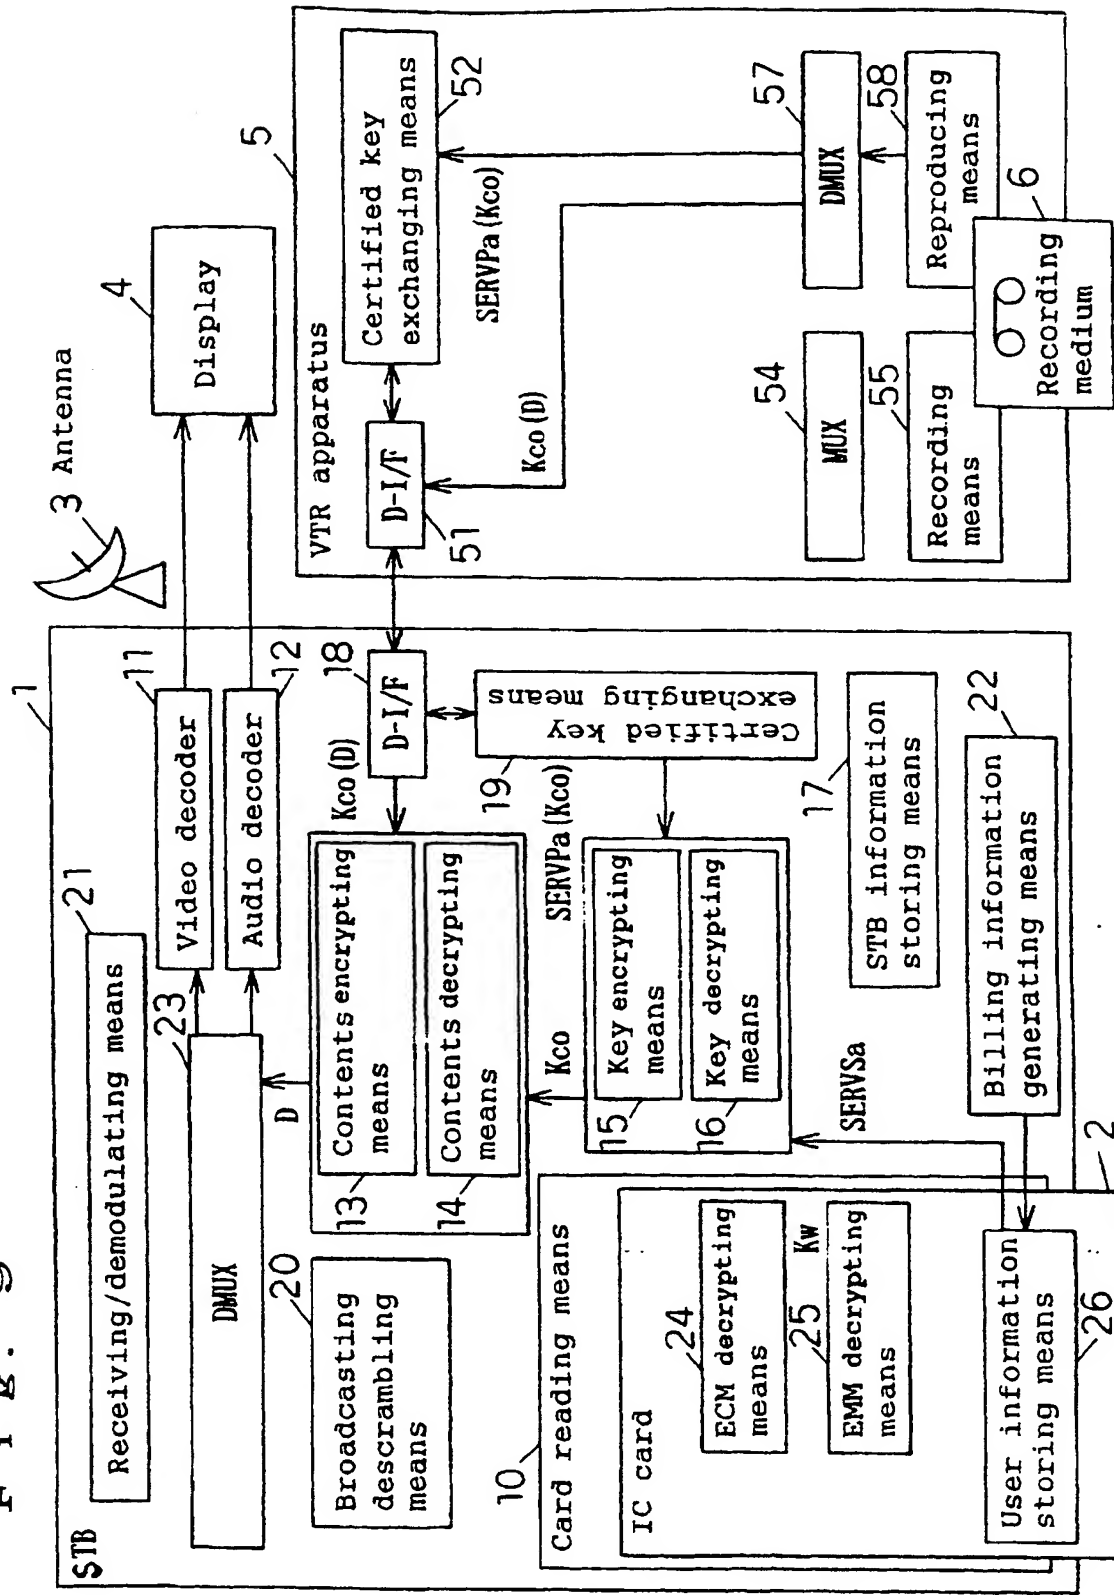 Fig. 9
STB
1
Receiving/demodulating means
21
DMUX
23
Video decoder
11
Audio decoder
12
3
Antenna
Display
4
Broadcasting
descrambling
means
20
D
Contents encrypting
means
13
Contents decrypting
means
14
Kco(D)
D-I/F
18
Certified key
exchanging means
19
SERVPa(Kco)
Kco
Key encrypting
means
15
Key decrypting
means
16
SERVSa
STB information
storing means
17
Billing information
generating means
22
Card reading means
10
IC card
2
ECM decrypting
means
24
Kw
EMM decrypting
means
25
User information
storing means
26
VTR apparatus
5
D-I/F
51
Certified key
exchanging means
52
SERVPa(Kco)
Kco(D)
MUX
54
DMUX
57
Recording
means
55
Reproducing
means
58
Recording
medium
6